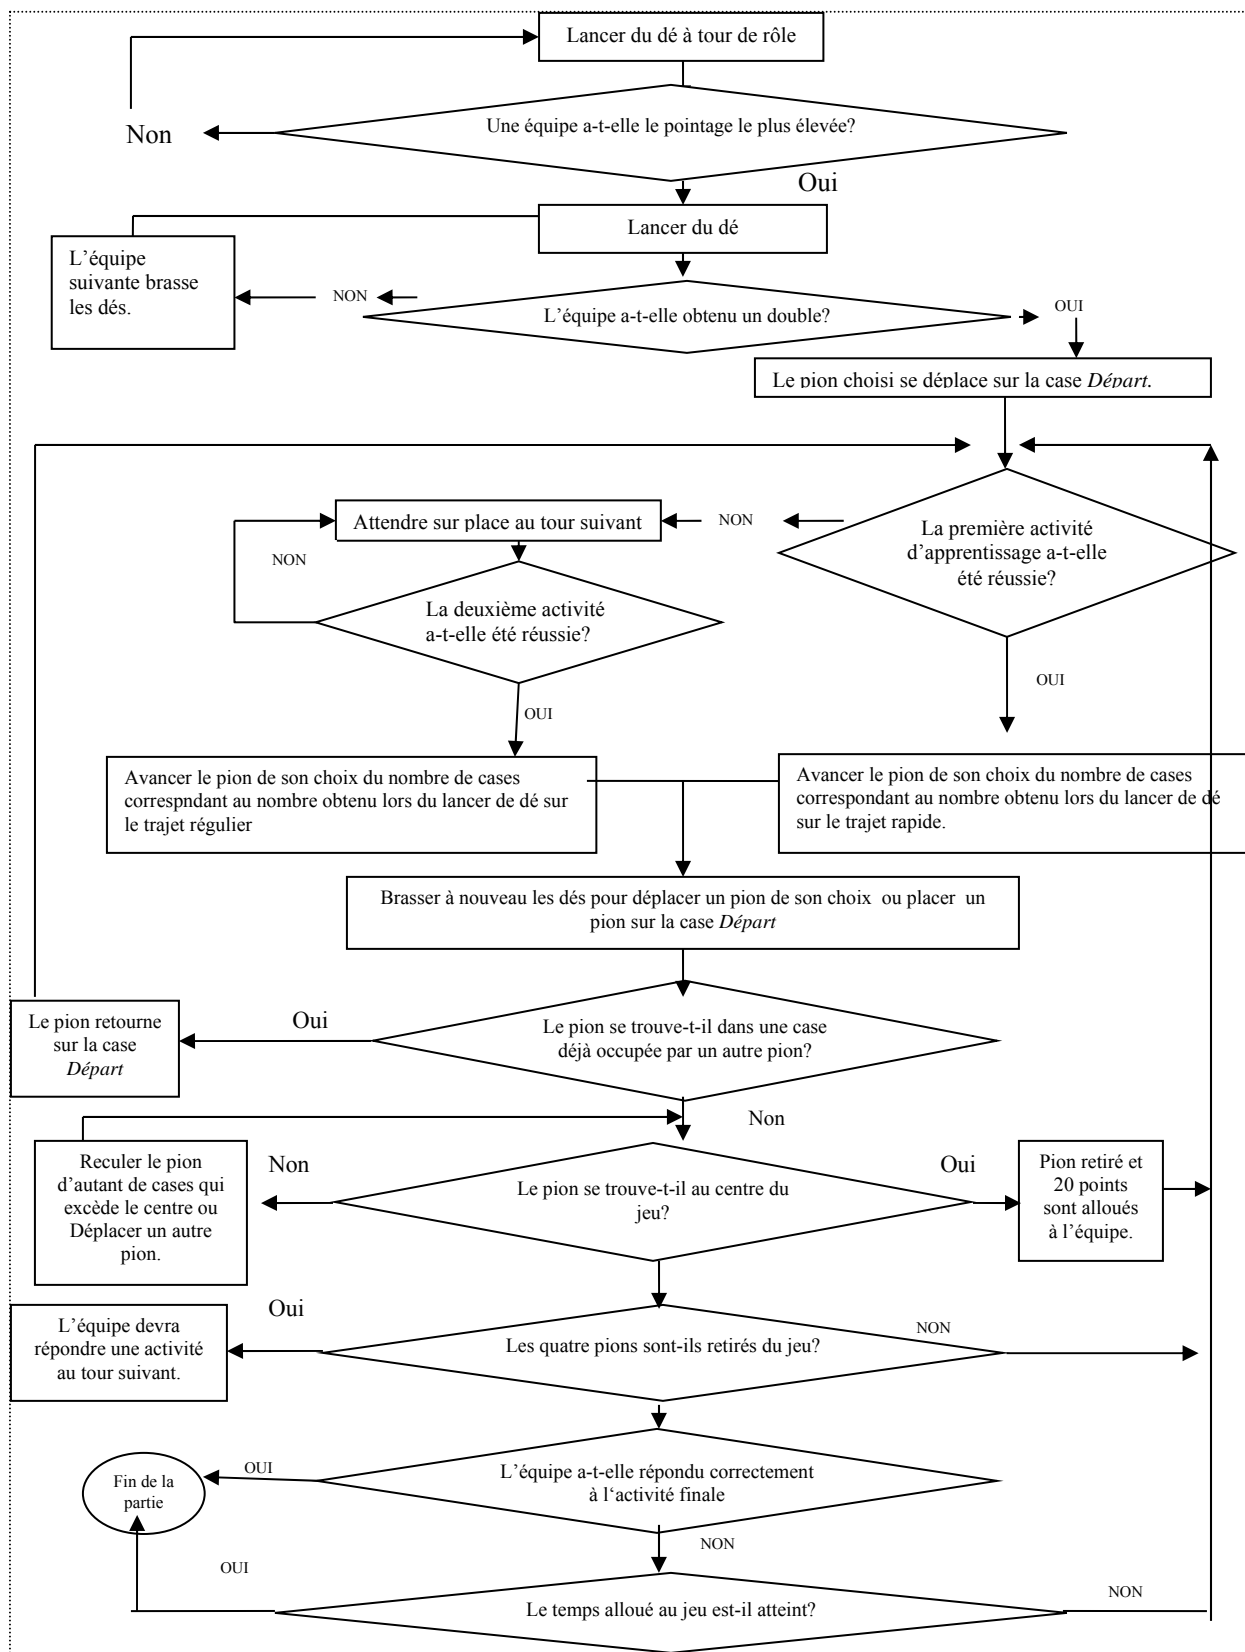 Lancer du dé à tour de rôle
Une équipe a-t-elle le pointage le plus élevée?
Non
Oui
Lancer du dé
L'équipe
suivante brasse
les dés.
NON
L'équipe a-t-elle obtenu un double?
OUI
Le pion choisi se déplace sur la case Départ.
Attendre sur place au tour suivant
NON
La première activité
d'apprentissage a-t-elle
été réussie?
NON
La deuxième activité
a-t-elle été réussie?
OUI
OUI
Avancer le pion de son choix du nombre de cases
correspndant au nombre obtenu lors du lancer de dé sur
le trajet régulier
Avancer le pion de son choix du nombre de cases
correspondant au nombre obtenu lors du lancer de dé
sur le trajet rapide.
Brasser à nouveau les dés pour déplacer un pion de son choix ou placer un
pion sur la case Départ
Le pion retourne
sur la case
Départ
Oui
Le pion se trouve-t-il dans une case
déjà occupée par un autre pion?
Non
Reculer le pion
d'autant de cases qui
excède le centre ou
Déplacer un autre
pion.
Non
Le pion se trouve-t-il au centre du
jeu?
Oui
Pion retiré et
20 points
sont alloués
à l'équipe.
L'équipe devra
répondre une activité
au tour suivant.
Oui
Les quatre pions sont-ils retirés du jeu?
NON
Fin de la
partie
OUI
L'équipe a-t-elle répondu correctement
à l'activité finale
NON
OUI
Le temps alloué au jeu est-il atteint?
NON